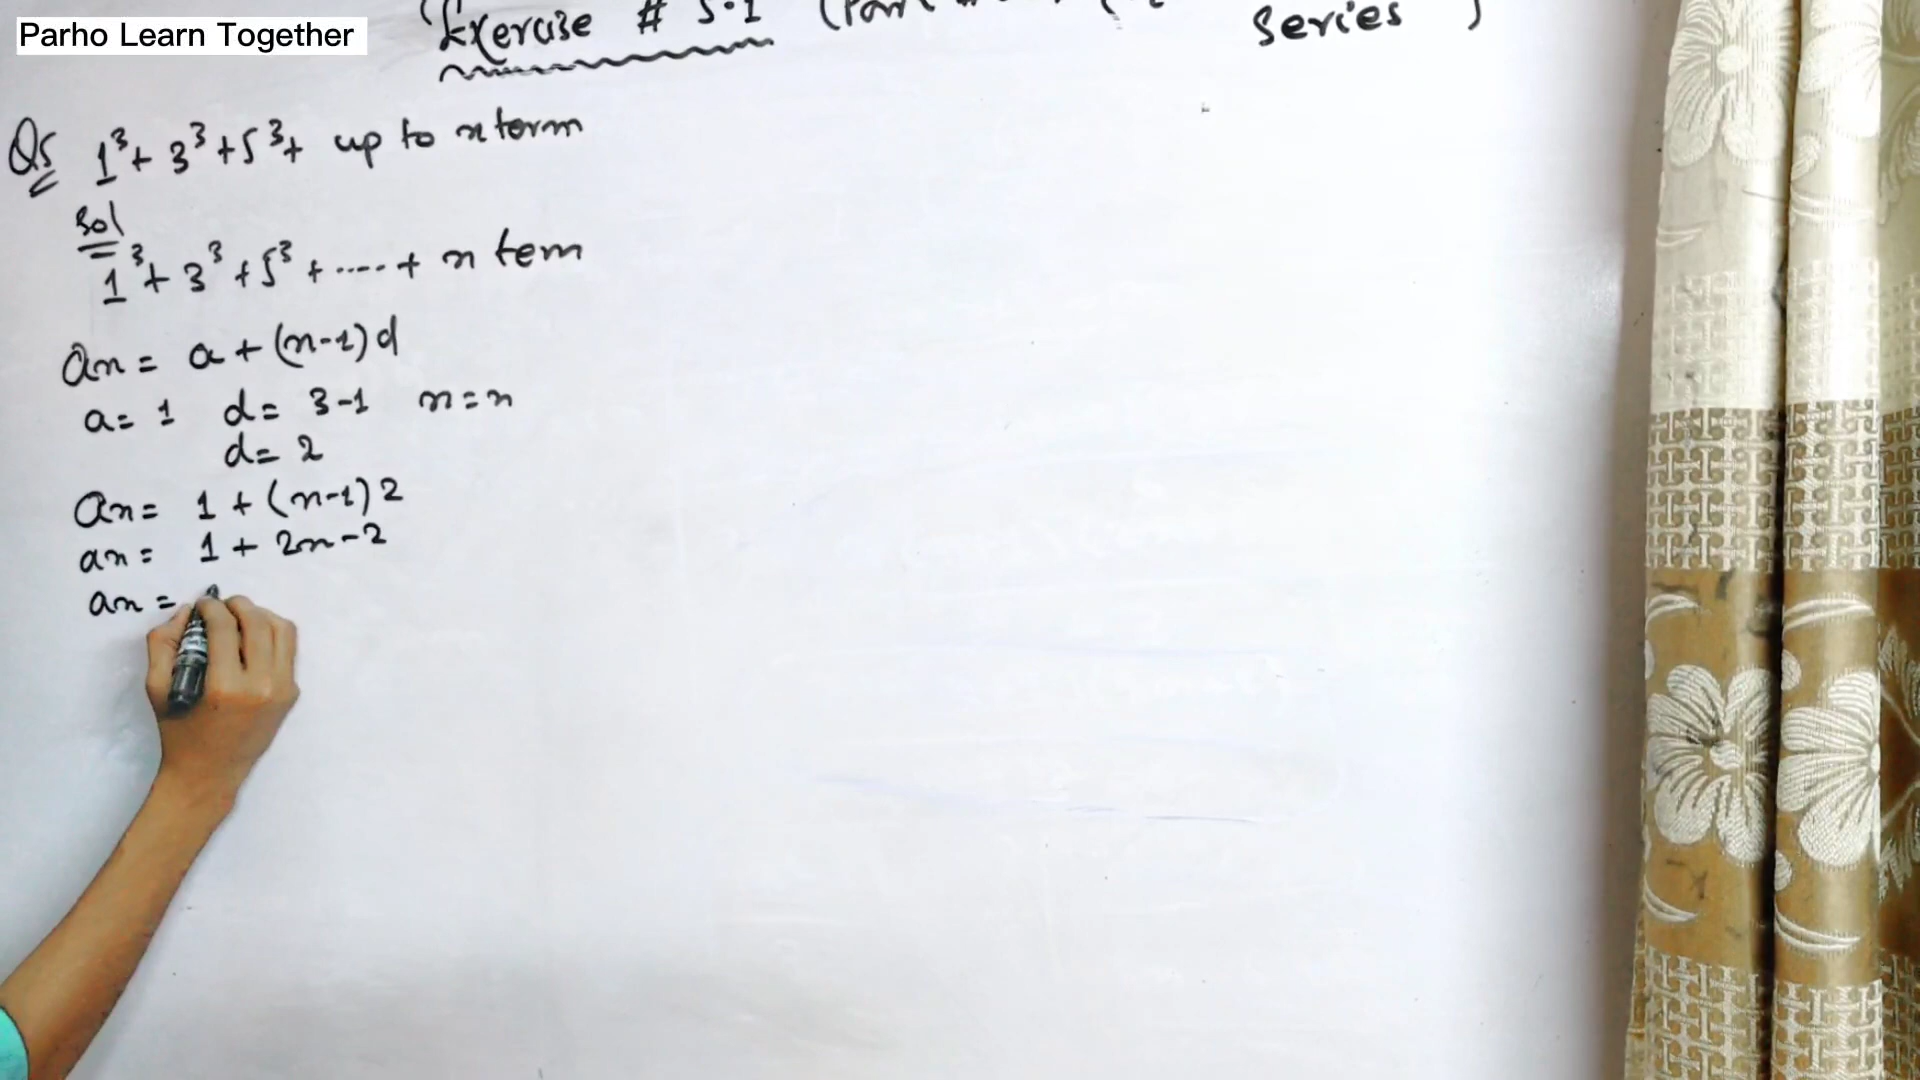 Parho Learn Together
Exercise # 5.1 (
Series )
Q5 1³ + 3³ + 5³ + up to n term
Sol
1³ + 3³ + 5³ + ..... + n tem
an = a + (n-1) d
a = 1 d = 3-1 n = n
d = 2
an = 1 + (n-1) 2
an = 1 + 2n - 2
an =